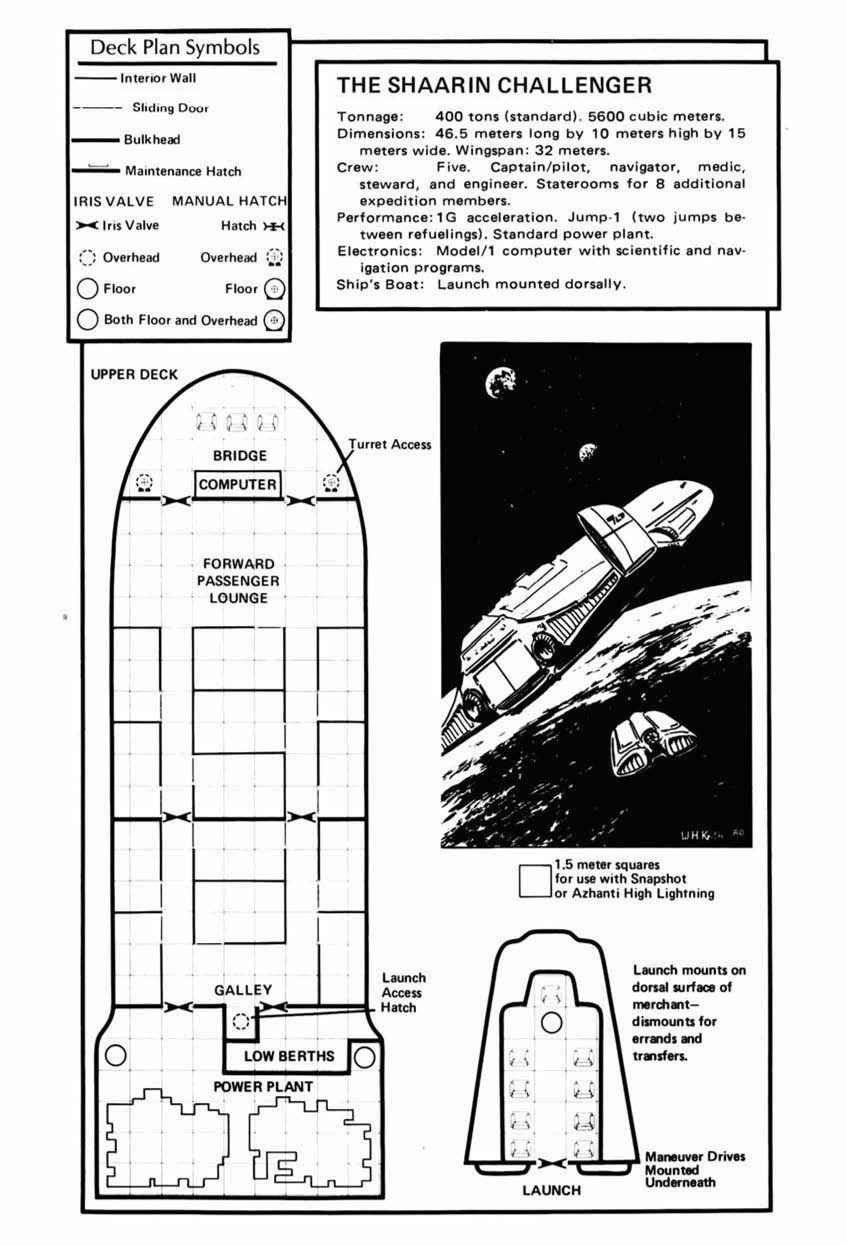 Deck Plan Symbols
Interior Wall
Sliding Door
Bulkhead
Maintenance Hatch
IRIS VALVE MANUAL HATCH
Iris Valve Hatch
Overhead Overhead
Floor Floor
Both Floor and Overhead
THE SHAARIN CHALLENGER
Tonnage: 400 tons (standard). 5600 cubic meters.
Dimensions: 46.5 meters long by 10 meters high by 15
meters wide. Wingspan: 32 meters.
Crew: Five. Captain/pilot, navigator, medic,
steward, and engineer. Staterooms for 8 additional
expedition members.
Performance: 1G acceleration. Jump-1 (two jumps be-
tween refuelings). Standard power plant.
Electronics: Model/1 computer with scientific and nav-
igation programs.
Ship's Boat: Launch mounted dorsally.
UPPER DECK
Turret Access
BRIDGE
COMPUTER
FORWARD
PASSENGER
LOUNGE
GALLEY
Launch
Access
Hatch
LOW BERTHS
POWER PLANT
1.5 meter squares
for use with Snapshot
or Azhanti High Lightning
Launch mounts on
dorsal surface of
merchant—
dismounts for
errands and
transfers.
Maneuver Drives
Mounted
Underneath
LAUNCH